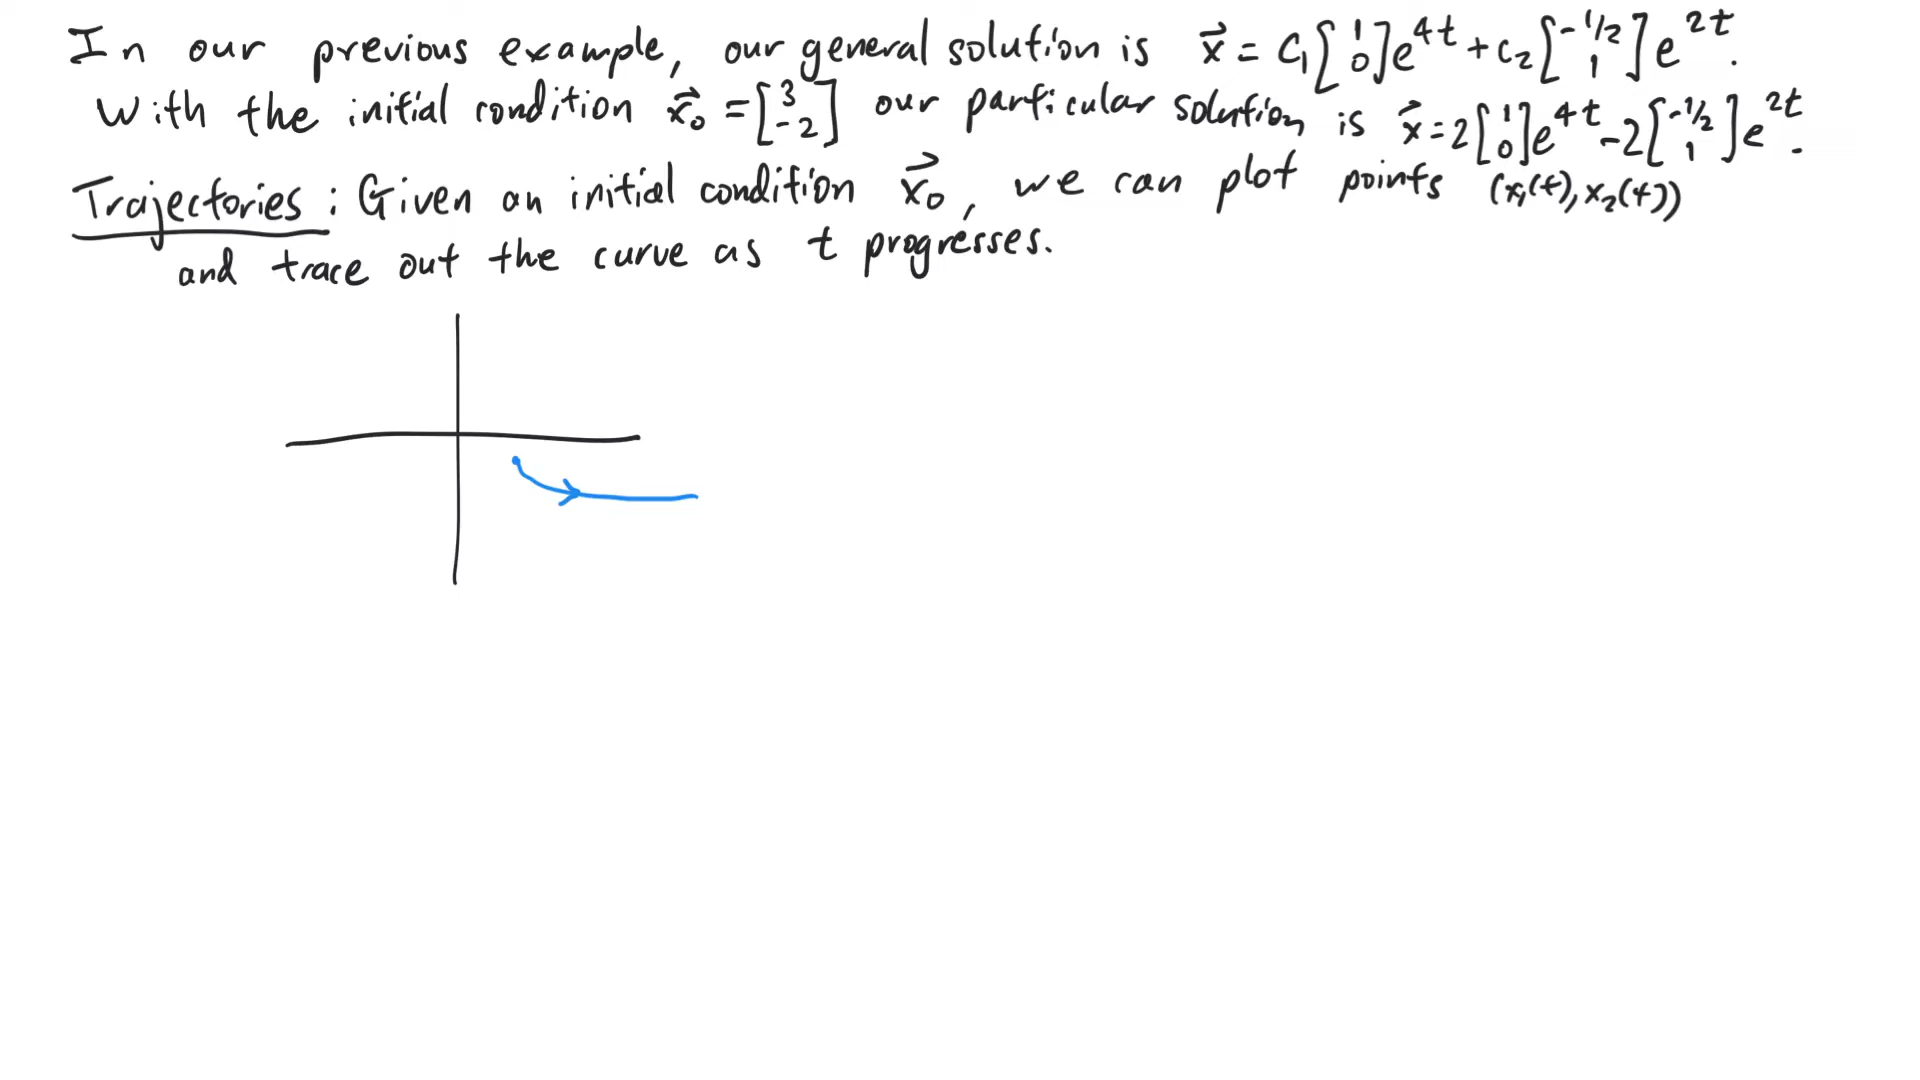 In our previous example, our general solution is x⃗ = C₁[1 0]e^4t + C₂[-1/2 1]e^2t.
With the initial condition x⃗₀ = [3 -2] our particular solution is x⃗ = 2[1 0]e^4t - 2[-1/2 1]e^2t.
Trajectories: Given an initial condition x⃗₀, we can plot points (x₁(t), x₂(t))
and trace out the curve as t progresses.